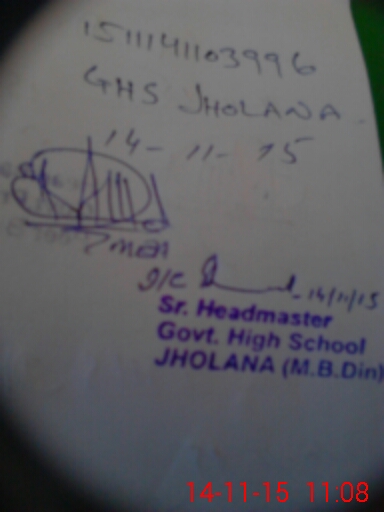 1511141103996
GHS JHOLANA
14-11-15
I/C
14/11/15
Sr. Headmaster
Govt. High School
JHOLANA (M.B.Din)
14-11-15 11:08